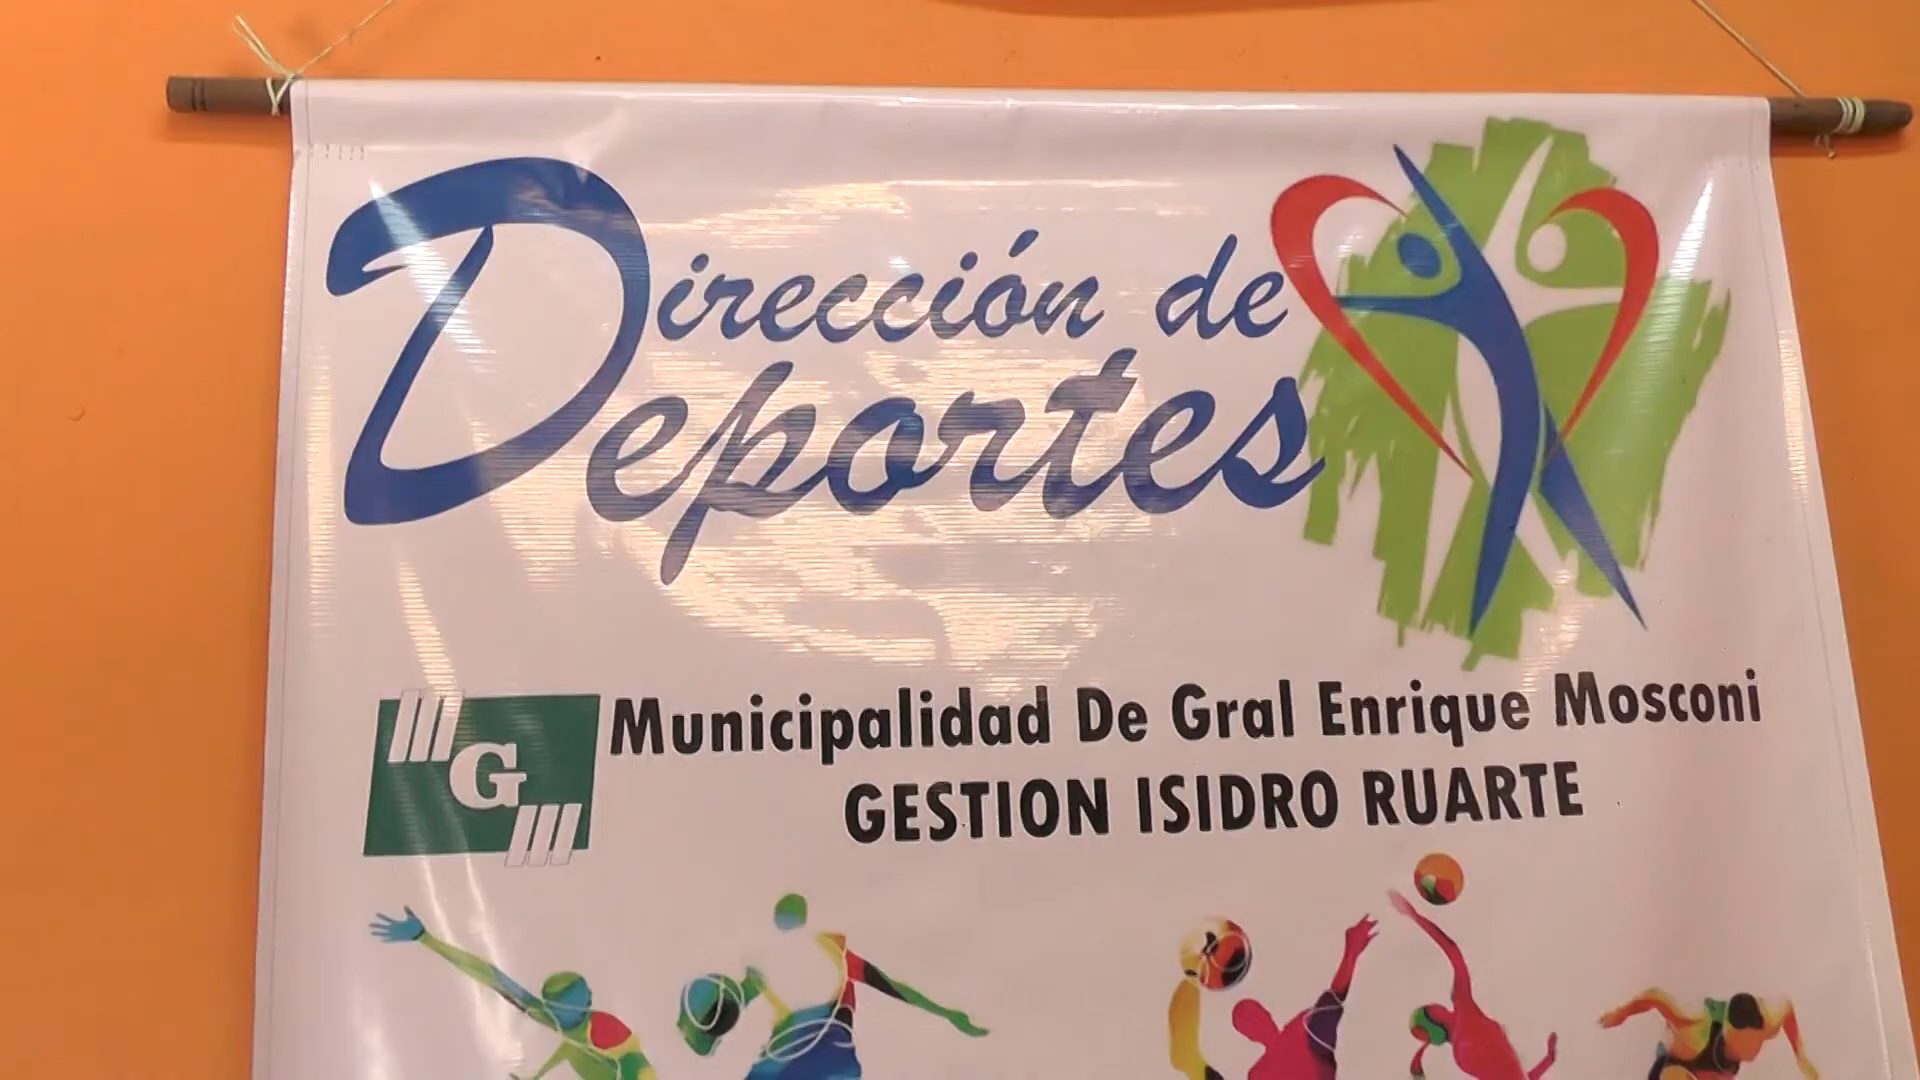 Dirección de
Deportes
G
Municipalidad De Gral Enrique Mosconi
GESTION ISIDRO RUARTE